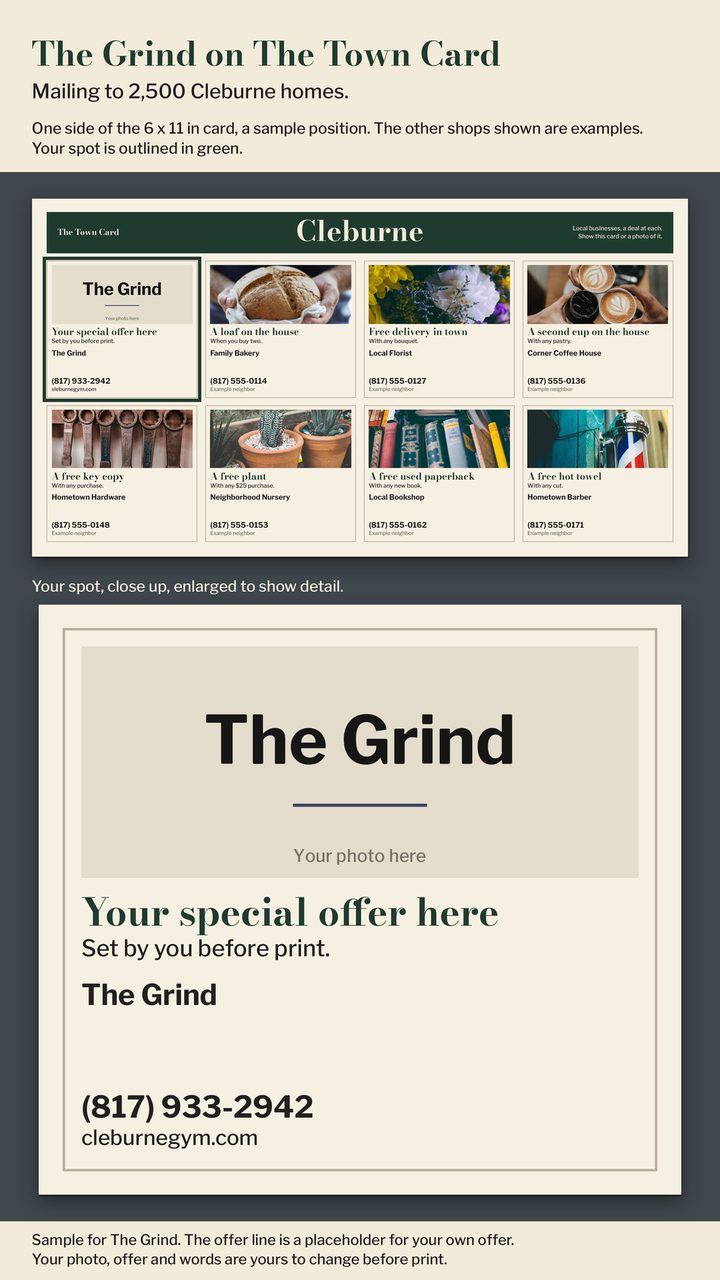 The Grind on The Town Card
Mailing to 2,500 Cleburne homes.
One side of the 6 x 11 in card, a sample position. The other shops shown are examples.
Your spot is outlined in green.
The Town Card
Cleburne
Local businesses, a deal at each.
Show this card or a photo of it.
The Grind
Your photo here
Your special offer here
Set by you before print.
The Grind
(817) 933-2942
cleburnegym.com
A loaf on the house
When you buy two.
Family Bakery
(817) 555-0114
Example neighbor
Free delivery in town
With any bouquet.
Local Florist
(817) 555-0127
Example neighbor
A second cup on the house
With any pastry.
Corner Coffee House
(817) 555-0136
Example neighbor
A free key copy
With any purchase.
Hometown Hardware
(817) 555-0148
Example neighbor
A free plant
With any $25 purchase.
Neighborhood Nursery
(817) 555-0153
Example neighbor
A free used paperback
With any new book.
Local Bookshop
(817) 555-0162
Example neighbor
A free hot towel
With any cut.
Hometown Barber
(817) 555-0171
Example neighbor
Your spot, close up, enlarged to show detail.
The Grind
Your photo here
Your special offer here
Set by you before print.
The Grind
(817) 933-2942
cleburnegym.com
Sample for The Grind. The offer line is a placeholder for your own offer.
Your photo, offer and words are yours to change before print.